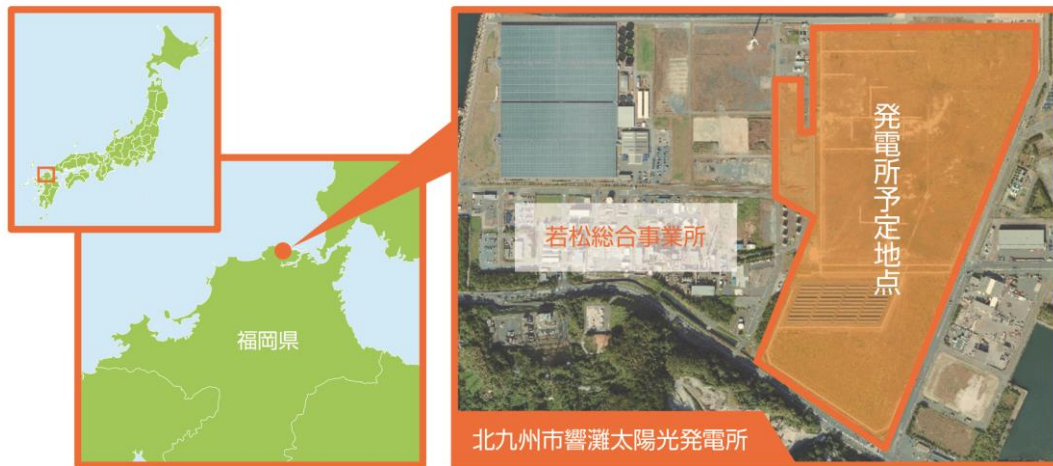 福岡県
若松総合事業所
発電所予定地点
北九州市響灘太陽光発電所